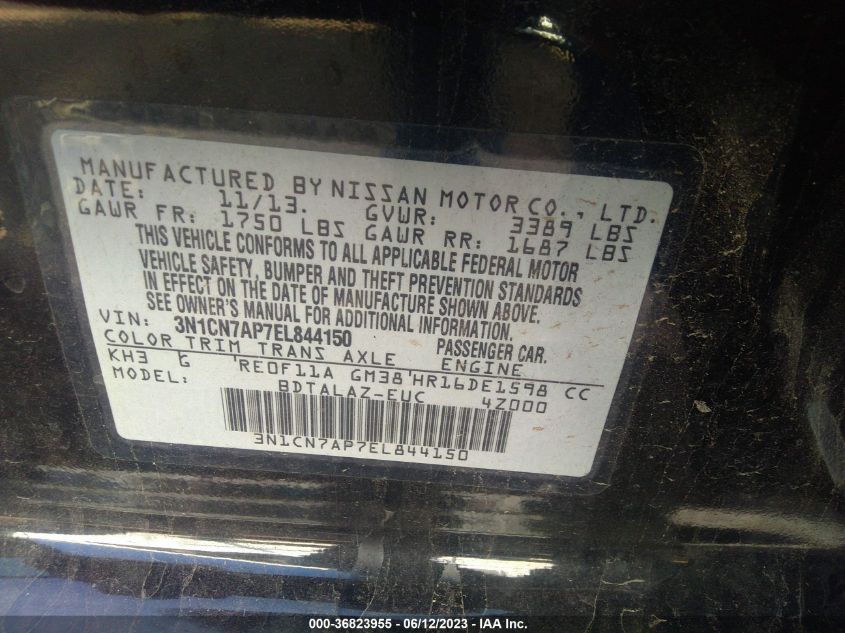 MANUFACTURED BY NISSAN MOTOR CO., LTD.
DATE: 11/13. GVWR: 3389 LBS
GAWR FR: 1750 LBS GAWR RR: 1687 LBS
THIS VEHICLE CONFORMS TO ALL APPLICABLE FEDERAL MOTOR
VEHICLE SAFETY, BUMPER AND THEFT PREVENTION STANDARDS
IN EFFECT ON THE DATE OF MANUFACTURE SHOWN ABOVE.
SEE OWNER'S MANUAL FOR ADDITIONAL INFORMATION.
VIN: 3N1CN7AP7EL844150 PASSENGER CAR.
COLOR TRIM TRANS AXLE ENGINE
KH3 G 'RE0F11A GM38'HR16DE1598 CC
MODEL: BDTALAZ-EUC 4Z000
3N1CN7AP7EL844150
000-36823955 - 06/12/2023 - IAA, Inc.